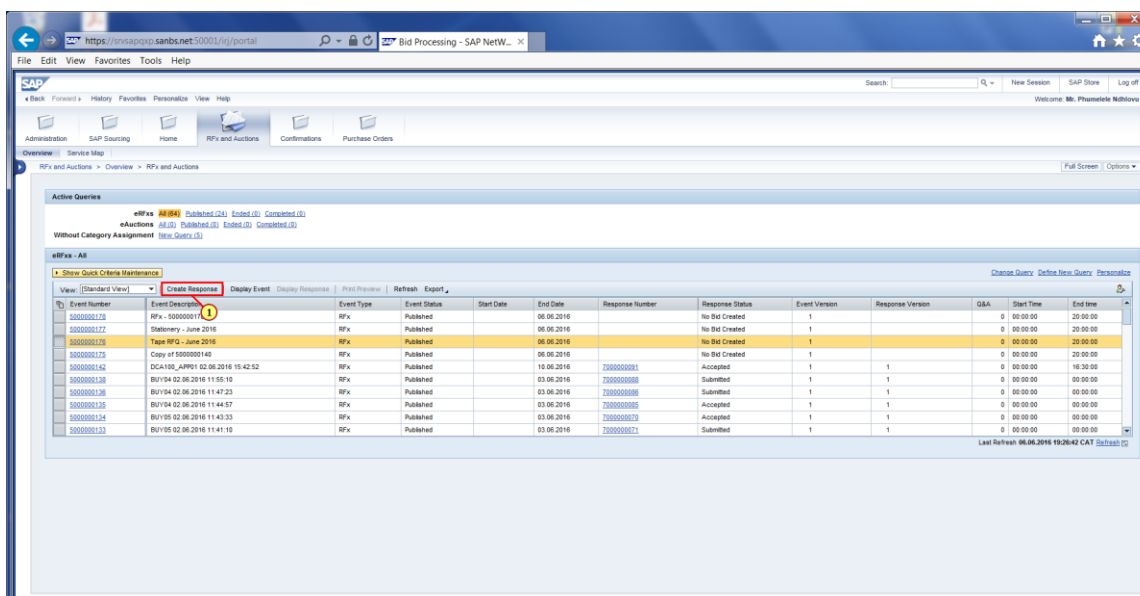 https://srvsapqxp.sanbs.net:50001/irj/portal
Bid Processing - SAP NetW...
File Edit View Favorites Tools Help
SAP
Search:
New Session SAP Store Log off
Back Forward History Favorites Personalize View Help
Welcome: Mr. Phumelele Ndhlovu
Administration SAP Sourcing Home RFx and Auctions Confirmations Purchase Orders
Overview Service Map
RFx and Auctions > Overview > RFx and Auctions
Full Screen Options
Active Queries
eRFxs All (64) Published (24) Ended (0) Completed (0)
eAuctions All (0) Published (0) Ended (0) Completed (0)
Without Category Assignment New Query (5)
eRFxs - All
Show Quick Criteria Maintenance
Change Query Define New Query Personalize
View: [Standard View] Create Response Display Event Display Response Print Preview Refresh Export
Event Number Event Description Event Type Event Status Start Date End Date Response Number Response Status Event Version Response Version Q&A Start Time End time
1
5000000178 RFx - 500000017 RFx Published 06.06.2016 No Bid Created 1 0 00:00:00 20:00:00
5000000177 Stationery - June 2016 RFx Published 06.06.2016 No Bid Created 1 0 00:00:00 20:00:00
5000000176 Tape RFQ - June 2016 RFx Published 06.06.2016 No Bid Created 1 0 00:00:00 20:00:00
5000000175 Copy of 5000000140 RFx Published 06.06.2016 No Bid Created 1 0 00:00:00 20:00:00
5000000142 DCA100_APP01 02.06.2016 15:42:52 RFx Published 10.06.2016 7000000091 Accepted 1 1 0 00:00:00 16:30:00
5000000138 BUY04 02.06.2016 11:55:10 RFx Published 03.06.2016 7000000088 Submitted 1 1 0 00:00:00 00:00:00
5000000136 BUY04 02.06.2016 11:47:23 RFx Published 03.06.2016 7000000086 Submitted 1 1 0 00:00:00 00:00:00
5000000135 BUY04 02.06.2016 11:44:57 RFx Published 03.06.2016 7000000085 Accepted 1 1 0 00:00:00 00:00:00
5000000134 BUY05 02.06.2016 11:43:33 RFx Published 03.06.2016 7000000070 Accepted 1 1 0 00:00:00 00:00:00
5000000133 BUY05 02.06.2016 11:41:10 RFx Published 03.06.2016 7000000071 Submitted 1 1 0 00:00:00 00:00:00
Last Refresh 06.06.2016 19:26:42 CAT Refresh